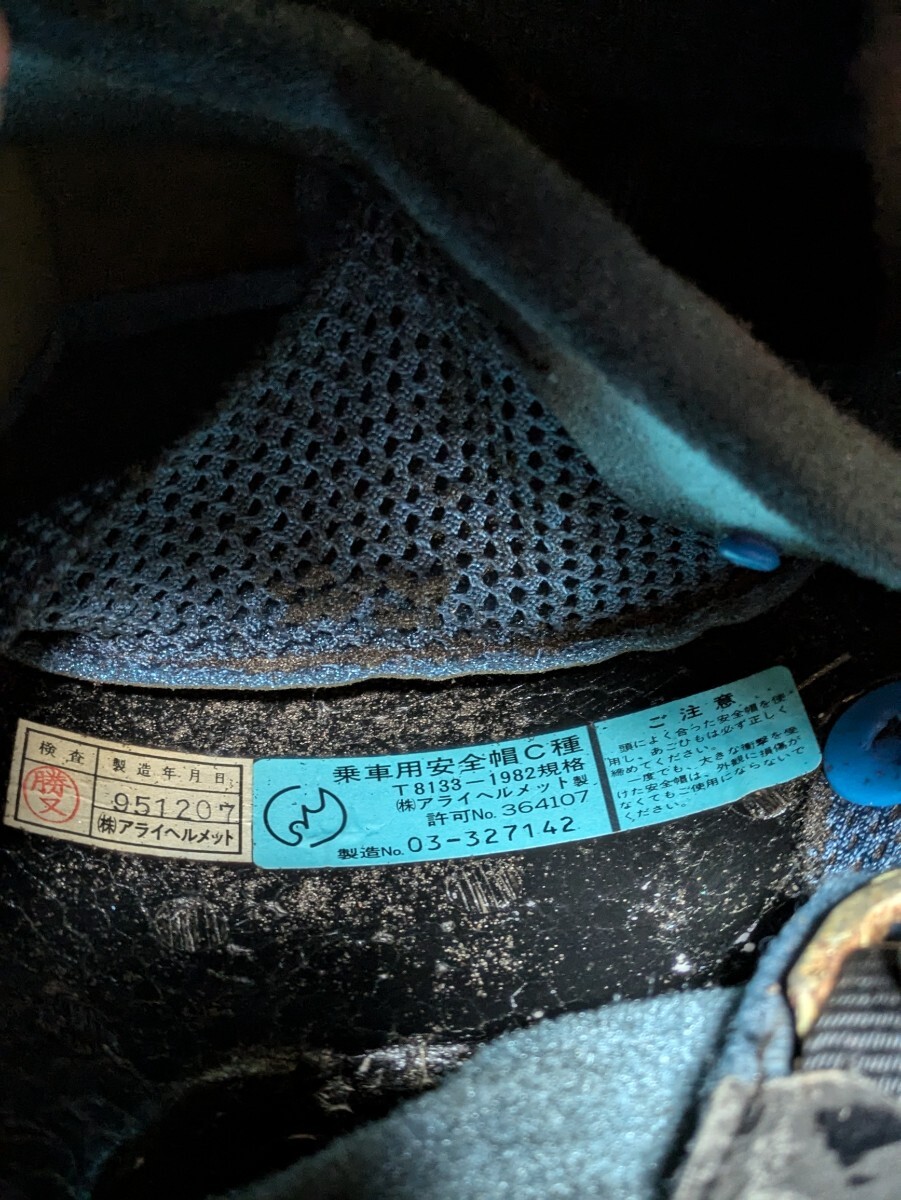 検査
勝又
製造年月日
951207
㈱アライヘルメット
乗車用安全帽C種
T8133-1982規格
㈱アライヘルメット製
許可No. 364107
製造No. 03-327142
ご注意
頭によく合った安全帽を使
用し、あごひもは必ず正しく
締めてください。
一度でも、大きな衝撃を受
けた安全帽は、外観に損傷が
なくてもご使用にならないで
ください。